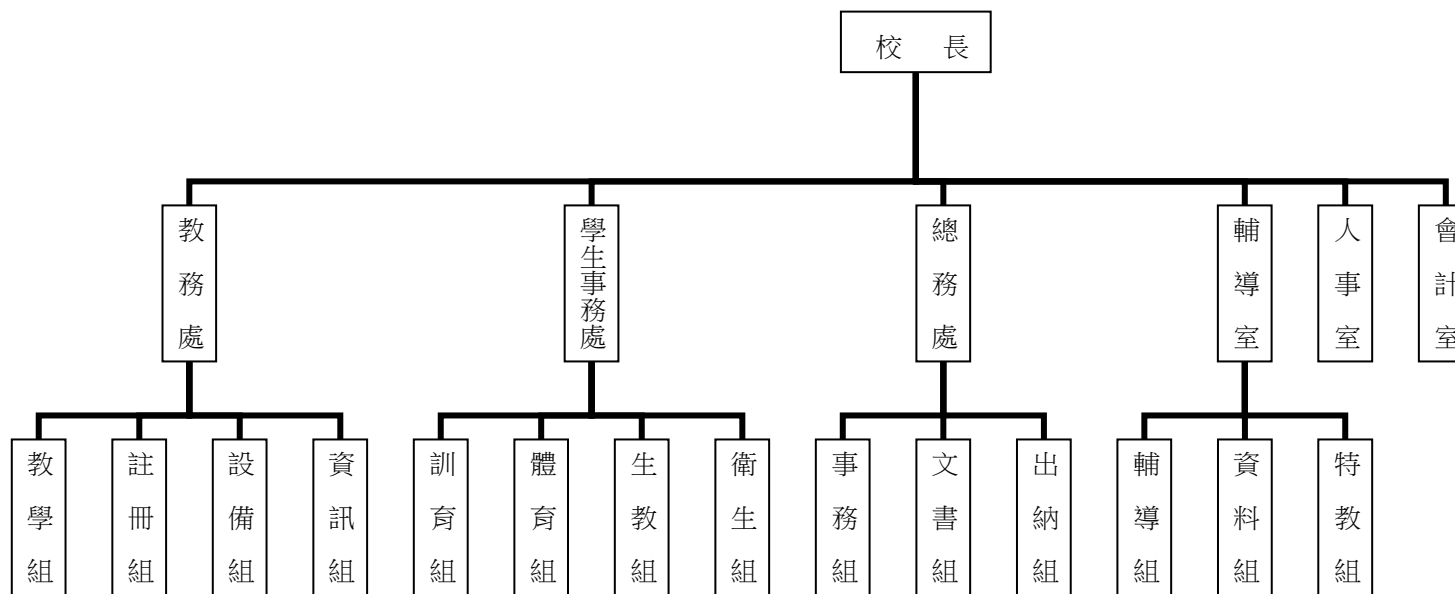 校 長
教務處
學生事務處
總務處
輔導室
人事室
會計室
教學組
註冊組
設備組
資訊組
訓育組
體育組
生教組
衛生組
事務組
文書組
出納組
輔導組
資料組
特教組